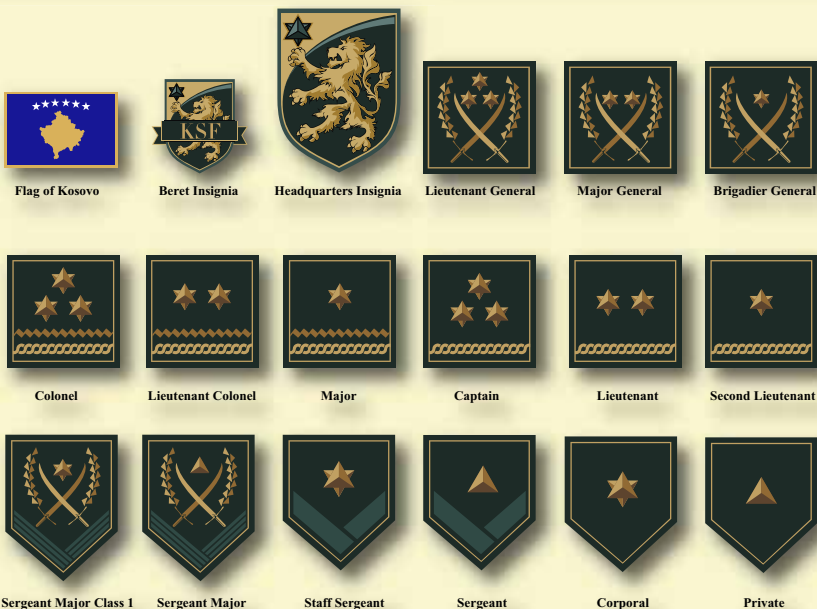 KSF
Flag of Kosovo
Beret Insignia
Headquarters Insignia
Lieutenant General
Major General
Brigadier General
Colonel
Lieutenant Colonel
Major
Captain
Lieutenant
Second Lieutenant
Sergeant Major Class 1
Sergeant Major
Staff Sergeant
Sergeant
Corporal
Private